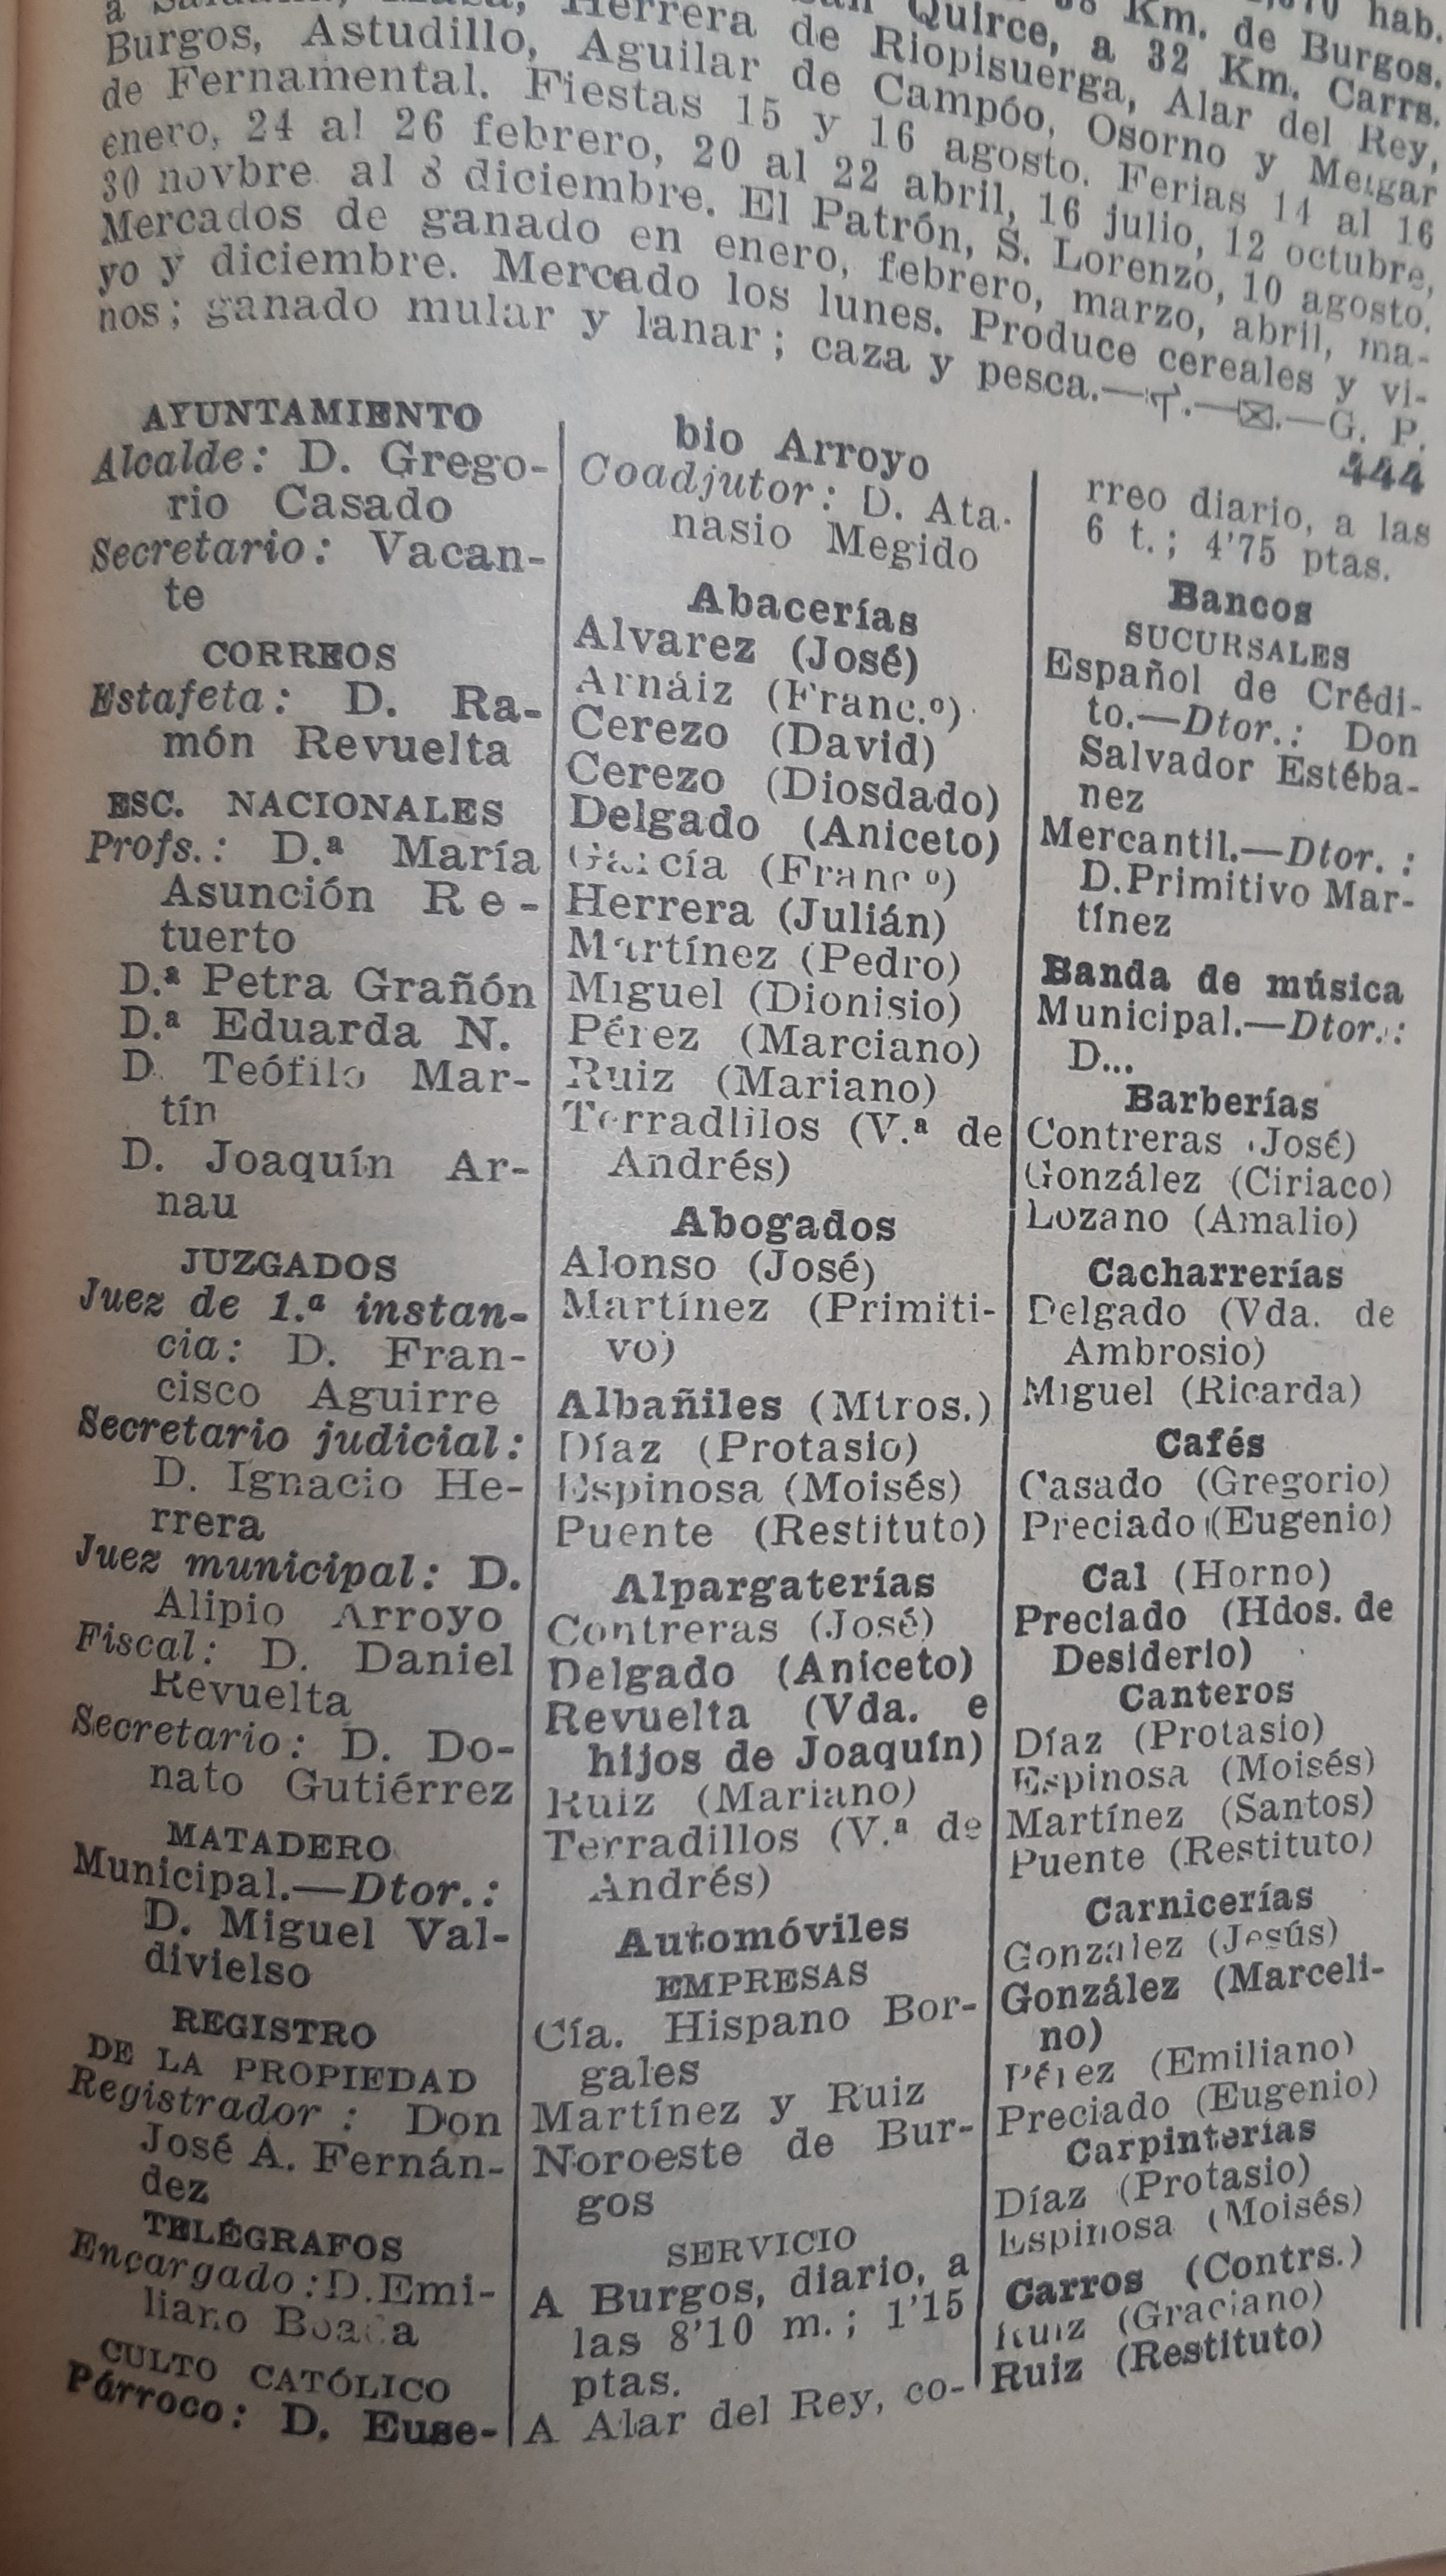 Quirce, a 32 Km. Carrs.
Km. de Burgos.
hab.
Herrera de Riopisuerga, Alar del Rey,
Burgos, Astudillo, Aguilar de Campóo, Osorno y Melgar
de Fernamental. Fiestas 15 y 16 agosto. Ferias 14 al 16
enero, 24 al 26 febrero, 20 al 22 abril, 16 julio, 12 octubre,
30 novbre al 8 diciembre. El Patrón, S. Lorenzo, 10 agosto.
Mercados de ganado en enero, febrero, marzo, abril, ma-
yo y diciembre. Mercado los lunes. Produce cereales y vi-
nos; ganado mular y lanar; caza y pesca.—.—.—G. P.
444
AYUNTAMIENTO
Alcalde: D. Grego-
rio Casado
Secretario: Vacan-
te
CORREOS
Estafeta: D. Ra-
món Revuelta
ESC. NACIONALES
Profs.: D.ª María
Asunción Re-
tuerto
D.ª Petra Grañón
D.ª Eduarda N.
D. Teófilo Mar-
tín
D. Joaquín Ar-
nau
JUZGADOS
Juez de 1.ª instan-
cia: D. Fran-
cisco Aguirre
Secretario judicial:
D. Ignacio He-
rrera
Juez municipal: D.
Alipio Arroyo
Fiscal: D. Daniel
Revuelta
Secretario: D. Do-
nato Gutiérrez
MATADERO
Municipal.—Dtor.:
D. Miguel Val-
divielso
REGISTRO
DE LA PROPIEDAD
Registrador: Don
José A. Fernán-
dez
TELÉGRAFOS
Encargado: D. Emi-
liano
CULTO CATÓLICO
Párroco: D. Euse-
bio Arroyo
Coadjutor: D. Ata-
nasio Megido
Abacerías
Alvarez (José)
Arnáiz (Franc.º)
Cerezo (David)
Cerezo (Diosdado)
Delgado (Aniceto)
García (Franc.º)
Herrera (Julián)
Martínez (Pedro)
Miguel (Dionisio)
Pérez (Marciano)
Ruiz (Mariano)
Terradlilos (V.ª de
Andrés)
Abogados
Alonso (José)
Martínez (Primiti-
vo)
Albañiles (Mtros.)
Díaz (Protasio)
Espinosa (Moisés)
Puente (Restituto)
Alpargaterías
Contreras (José)
Delgado (Aniceto)
Revuelta (Vda. e
hijos de Joaquín)
Ruiz (Mariano)
Terradillos (V.ª de
Andrés)
Automóviles
EMPRESAS
Cía. Hispano Bor-
gales
Martínez y Ruiz
Noroeste de Bur-
gos
SERVICIO
A Burgos, diario, a
las 8'10 m.; 1'15
ptas.
A Alar del Rey, co-
rreo diario, a las
6 t.; 4'75 ptas.
Bancos
SUCURSALES
Español de Crédi-
to.—Dtor.: Don
Salvador Estéba-
nez
Mercantil.—Dtor.:
D. Primitivo Mar-
tínez
Banda de música
Municipal.—Dtor.:
D...
Barberías
Contreras (José)
González (Ciriaco)
Lozano (Amalio)
Cacharrerías
Delgado (Vda. de
Ambrosio)
Miguel (Ricarda)
Cafés
Casado (Gregorio)
Preciado (Eugenio)
Cal (Horno)
Preciado (Hdos. de
Desiderio)
Canteros
Díaz (Protasio)
Espinosa (Moisés)
Martínez (Santos)
Puente (Restituto)
Carnicerías
González (Jesús)
González (Marceli-
no)
Pérez (Emiliano)
Preciado (Eugenio)
Carpinterías
Díaz (Protasio)
Espinosa (Moisés)
Carros (Contrs.)
Ruiz (Graciano)
Ruiz (Restituto)